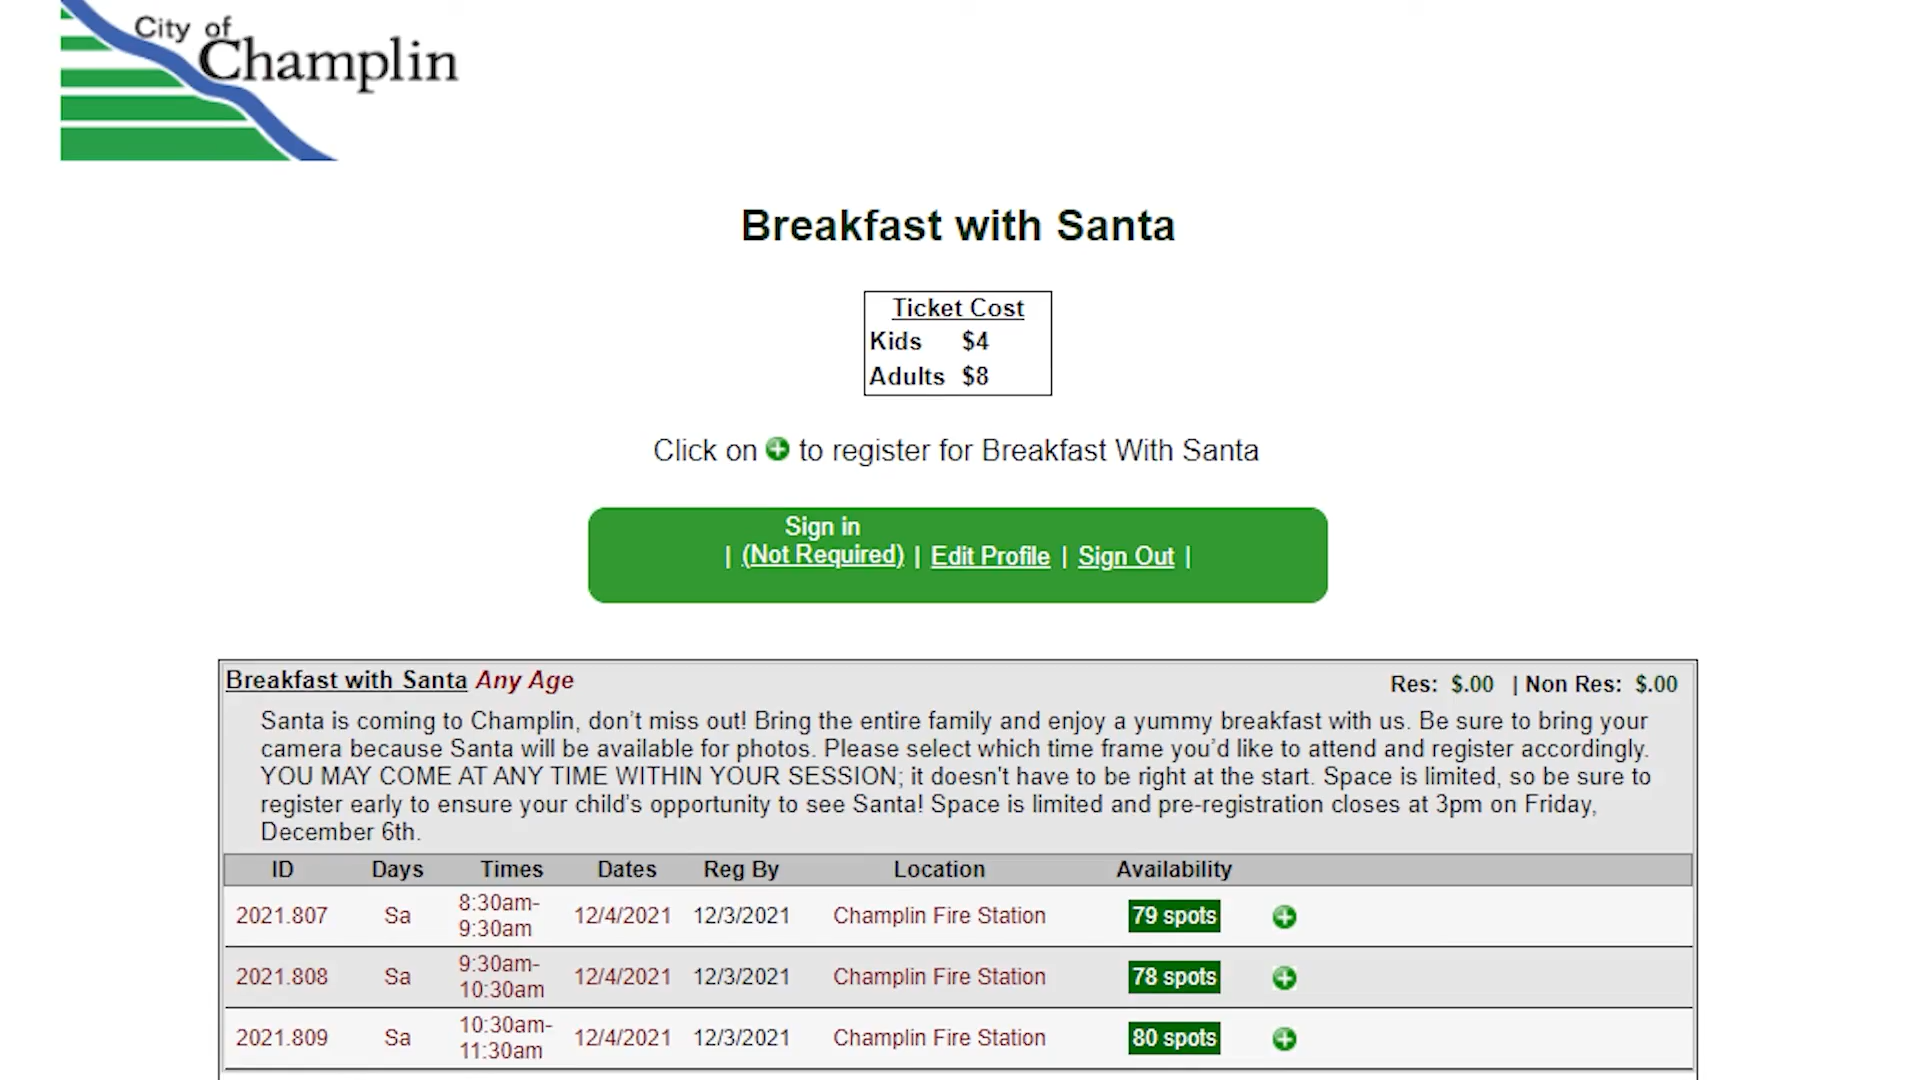 City of
Champlin
Breakfast with Santa
Ticket Cost
Kids $4
Adults $8
Click on to register for Breakfast With Santa
Sign in
| (Not Required) | Edit Profile | Sign Out |
Breakfast with Santa Any Age Res: $.00 | Non Res: $.00
Santa is coming to Champlin, don't miss out! Bring the entire family and enjoy a yummy breakfast with us. Be sure to bring your
camera because Santa will be available for photos. Please select which time frame you'd like to attend and register accordingly.
YOU MAY COME AT ANY TIME WITHIN YOUR SESSION; it doesn't have to be right at the start. Space is limited, so be sure to
register early to ensure your child's opportunity to see Santa! Space is limited and pre-registration closes at 3pm on Friday,
December 6th.
ID Days Times Dates Reg By Location Availability
2021.807 Sa 8:30am-9:30am 12/4/2021 12/3/2021 Champlin Fire Station 79 spots
2021.808 Sa 9:30am-10:30am 12/4/2021 12/3/2021 Champlin Fire Station 78 spots
2021.809 Sa 10:30am-11:30am 12/4/2021 12/3/2021 Champlin Fire Station 80 spots